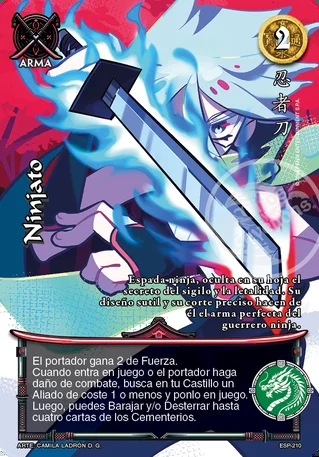 ARMA
2
忍者刀
Ninjato
Espada ninja, oculta en su hoja el
secreto del sigilo y la letalidad. Su
diseño sutil y su corte preciso hacen de
él el arma perfecta del
guerrero ninja.
El portador gana 2 de Fuerza.
Cuando entra en juego o el portador haga
daño de combate, busca en tu Castillo un
Aliado de coste 1 o menos y ponlo en juego.
Luego, puedes Barajar y/o Desterrar hasta
cuatro cartas de los Cementerios.
ARTE: CAMILA LADRON D. G.
ESP-210